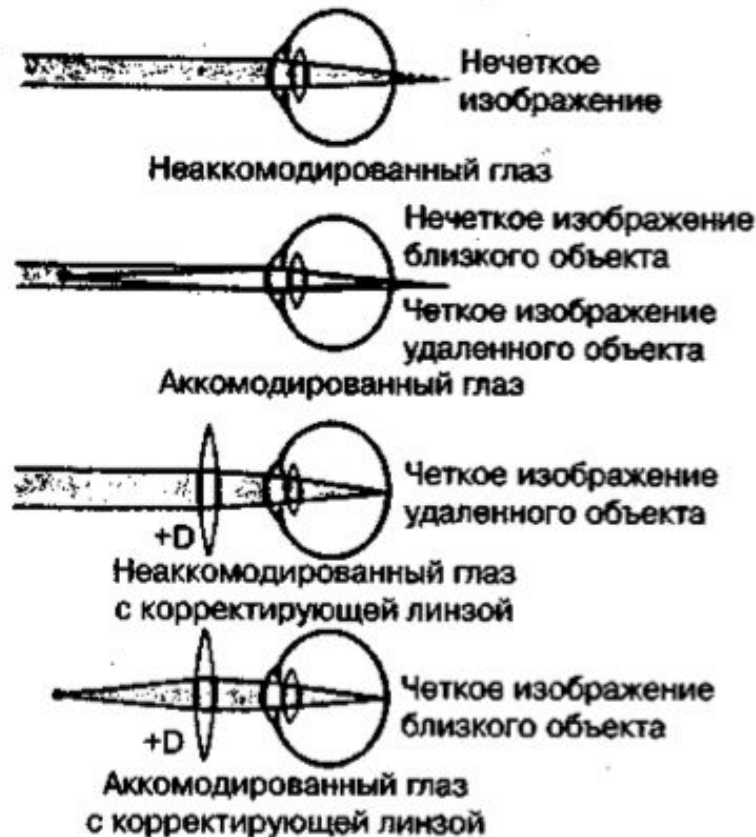 Нечеткое
изображение
Неаккомодированный глаз
Нечеткое изображение
близкого объекта
Четкое изображение
удаленного объекта
Аккомодированный глаз
Четкое изображение
удаленного объекта
+D
Неаккомодированный глаз
с корректирующей линзой
Четкое изображение
близкого объекта
+D
Аккомодированный глаз
с корректирующей линзой